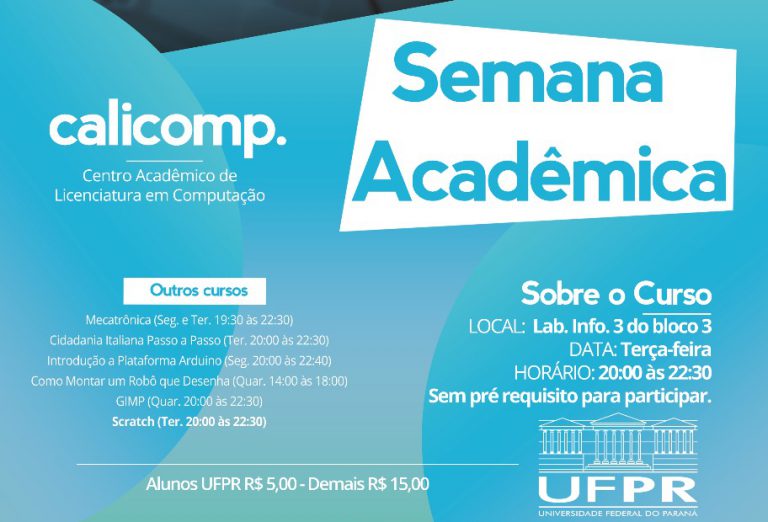 calicomp.
Centro Acadêmico de
Licenciatura em Computação
Semana
Acadêmica
Outros cursos
Mecatrônica (Seg. e Ter. 19:30 às 22:30)
Cidadania Italiana Passo a Passo (Ter. 20:00 às 22:30)
Introdução a Plataforma Arduino (Seg. 20:00 às 22:40)
Como Montar um Robô que Desenha (Quar. 14:00 às 18:00)
GIMP (Quar. 20:00 às 22:30)
Scratch (Ter. 20:00 às 22:30)
Sobre o Curso
LOCAL: Lab. Info. 3 do bloco 3
DATA: Terça-feira
HORÁRIO: 20:00 às 22:30
Sem pré requisito para participar.
Alunos UFPR R$ 5,00 - Demais R$ 15,00
UFPR
UNIVERSIDADE FEDERAL DO PARANÁ